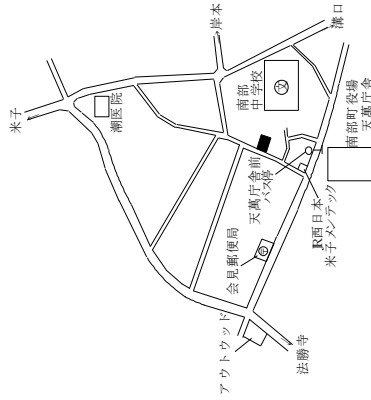 米子
岸本
溝口
潮医院
南部
中学校
文
天萬庁舎前
バス停
南部町役場
天萬庁舎
JR西日本
米子メンテック
会見郵便局
アウトウッド
法勝寺